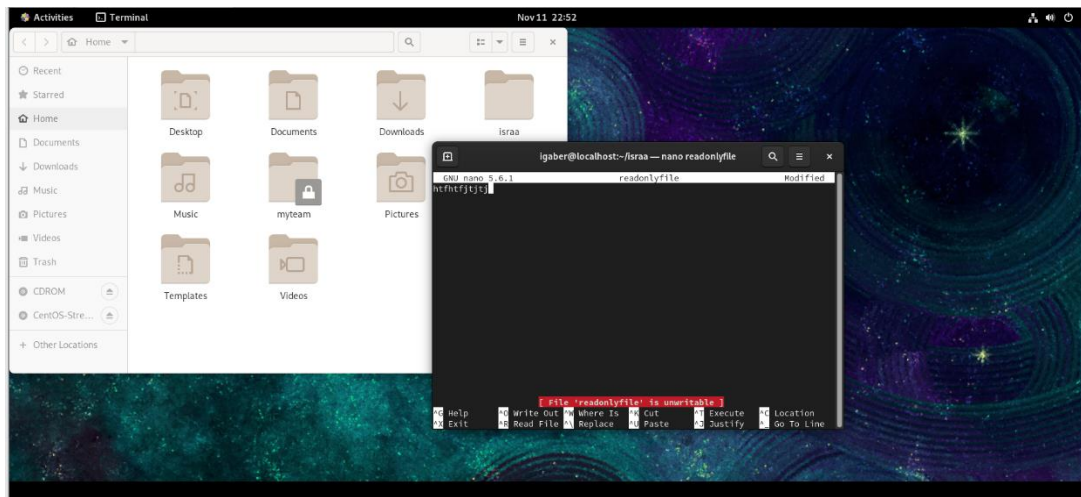 Activities Terminal Nov 11 22:52
Home
Recent
Starred
Home
Documents
Downloads
Music
Pictures
Videos
Trash
CDROM
CentOS-Stre...
+ Other Locations
Desktop Documents Downloads israa
Music myteam Pictures
Templates Videos
igaber@localhost:~/israa — nano readonlyfile
GNU nano 5.6.1 readonlyfile Modified
htfhtfjtjtj
[ File 'readonlyfile' is unwritable ]
^G Help ^O Write Out ^W Where Is ^K Cut ^T Execute ^C Location
^X Exit ^R Read File ^\ Replace ^U Paste ^J Justify ^_ Go To Line